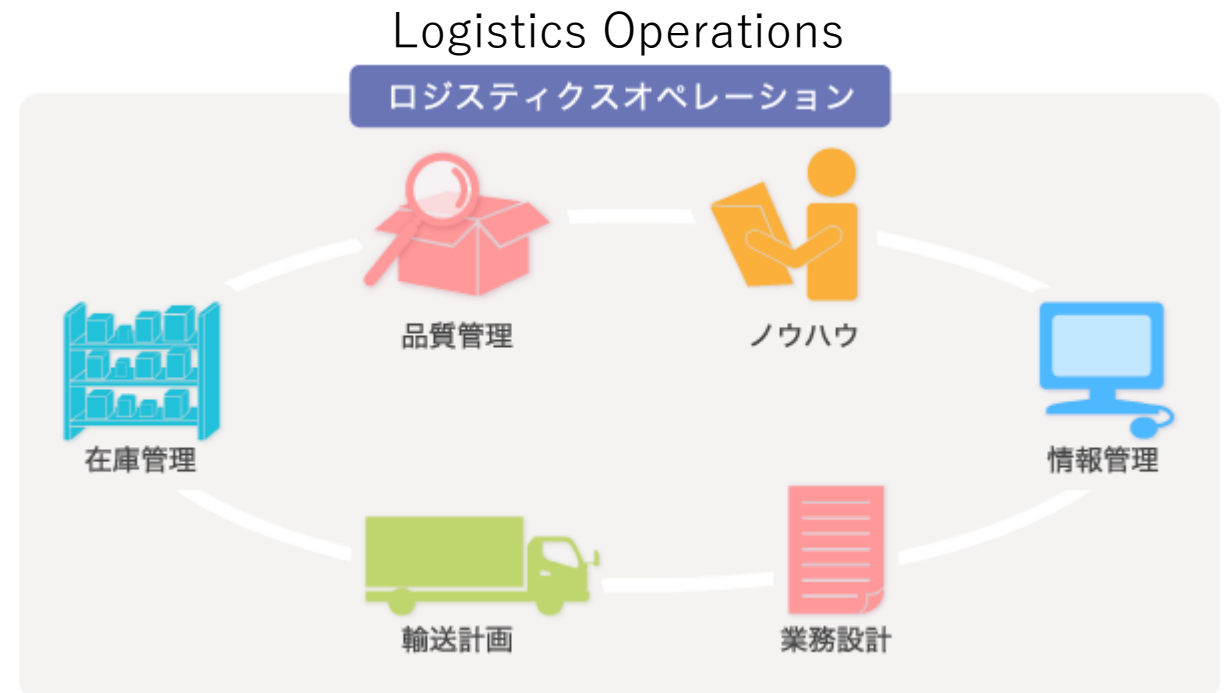 Logistics Operations
ロジスティクスオペレーション
品質管理
ノウハウ
在庫管理
情報管理
輸送計画
業務設計